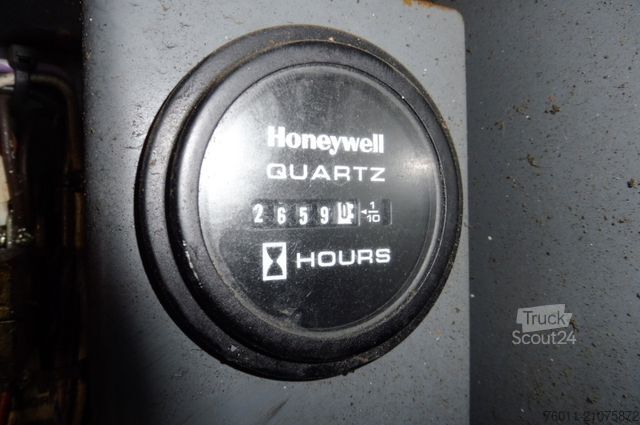 Honeywell
QUARTZ
2659 1/10
HOURS
Truck
Scout24
76011-21075872